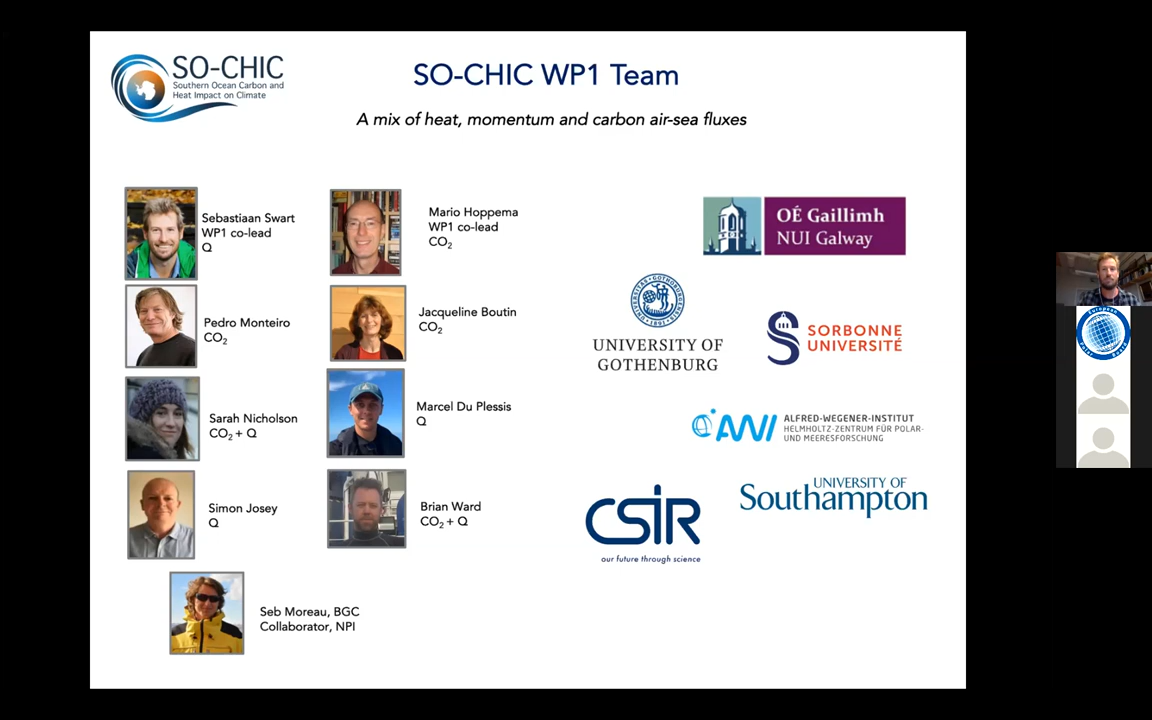 SO-CHIC
Southern Ocean Carbon and
Heat Impact on Climate
SO-CHIC WP1 Team
A mix of heat, momentum and carbon air-sea fluxes
Sebastiaan Swart
WP1 co-lead
Q
Mario Hoppema
WP1 co-lead
CO₂
Pedro Monteiro
CO₂
Jacqueline Boutin
CO₂
Sarah Nicholson
CO₂ + Q
Marcel Du Plessis
Q
Simon Josey
Q
Brian Ward
CO₂ + Q
Seb Moreau, BGC
Collaborator, NPI
OÉ Gaillimh
NUI Galway
UNIVERSITY OF
GOTHENBURG
SORBONNE
UNIVERSITÉ
AWI
ALFRED-WEGENER-INSTITUT
HELMHOLTZ-ZENTRUM FÜR POLAR-
UND MEERESFORSCHUNG
CSIR
our future through science
UNIVERSITY OF
Southampton
European
Polar Board